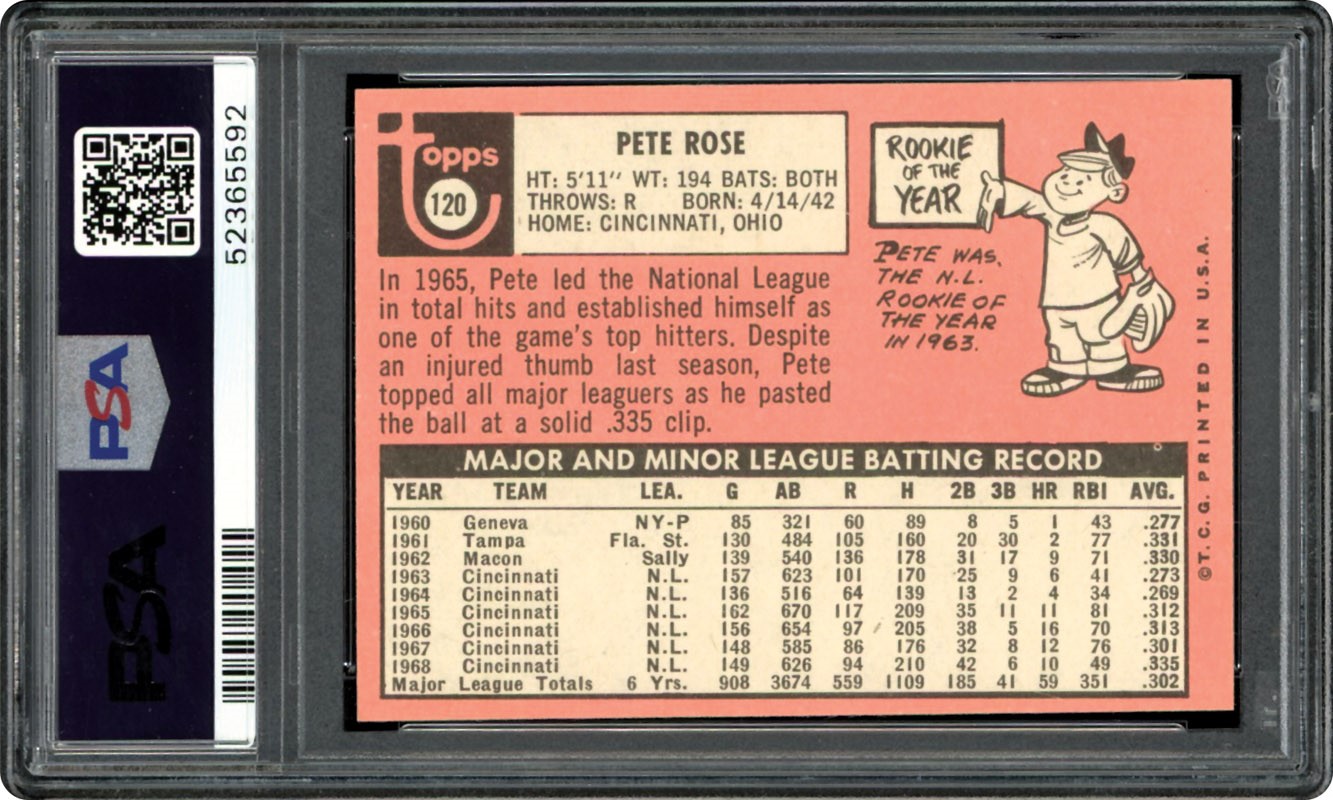 52365592
PSA
PSA
Topps
120
PETE ROSE
HT: 5'11" WT: 194 BATS: BOTH
THROWS: R BORN: 4/14/42
HOME: CINCINNATI, OHIO
In 1965, Pete led the National League
in total hits and established himself as
one of the game's top hitters. Despite
an injured thumb last season, Pete
topped all major leaguers as he pasted
the ball at a solid .335 clip.
ROOKIE
OF THE
YEAR
PETE WAS
THE N.L.
ROOKIE OF
THE YEAR
IN 1963.
MAJOR AND MINOR LEAGUE BATTING RECORD
YEAR TEAM LEA. G AB R H 2B 3B HR RBI AVG.
1960 Geneva NY-P 85 321 60 89 8 5 1 43 .277
1961 Tampa Fla. St. 130 484 105 160 20 30 2 77 .331
1962 Macon Sally 139 540 136 178 31 17 9 71 .330
1963 Cincinnati N.L. 157 623 101 170 25 9 6 41 .273
1964 Cincinnati N.L. 136 516 64 139 13 2 4 34 .269
1965 Cincinnati N.L. 162 670 117 209 35 11 11 81 .312
1966 Cincinnati N.L. 156 654 97 205 38 5 16 70 .313
1967 Cincinnati N.L. 148 585 86 176 32 8 12 76 .301
1968 Cincinnati N.L. 149 626 94 210 42 6 10 49 .335
Major League Totals 6 Yrs. 908 3674 559 1109 185 41 59 351 .302
© T.C.G. PRINTED IN U.S.A.
PSA